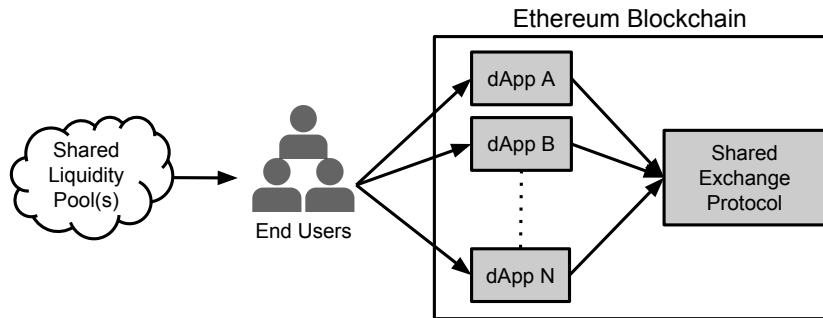 Ethereum Blockchain
Shared
Liquidity
Pool(s)
End Users
dApp A
dApp B
dApp N
Shared
Exchange
Protocol